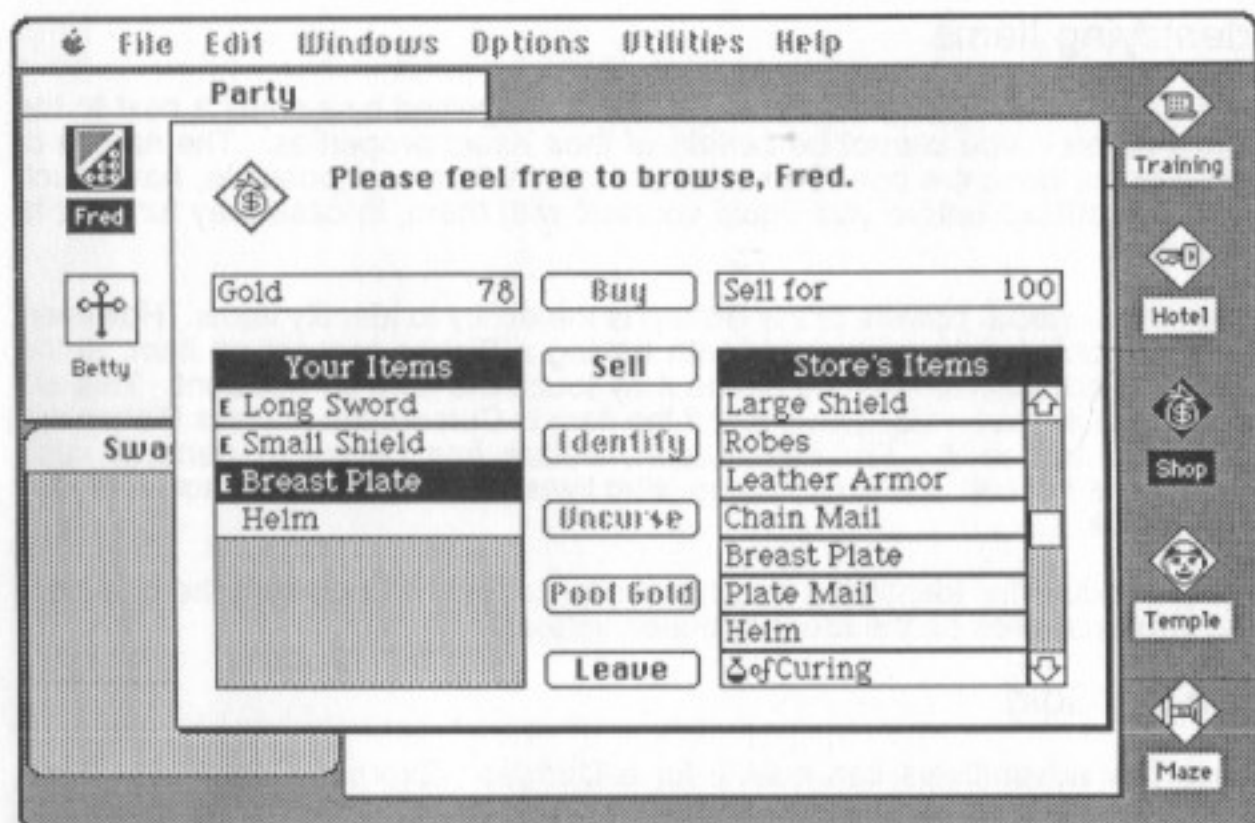 File Edit Windows Options Utilities Help
Party
Fred
Betty
Swa
Please feel free to browse, Fred.
Gold 78
Buy
Sell for 100
Your Items
E Long Sword
E Small Shield
E Breast Plate
Helm
Sell
Identify
Uncurse
Pool Gold
Leave
Store's Items
Large Shield
Robes
Leather Armor
Chain Mail
Breast Plate
Plate Mail
Helm
of Curing
Training
Hotel
Shop
Temple
Maze